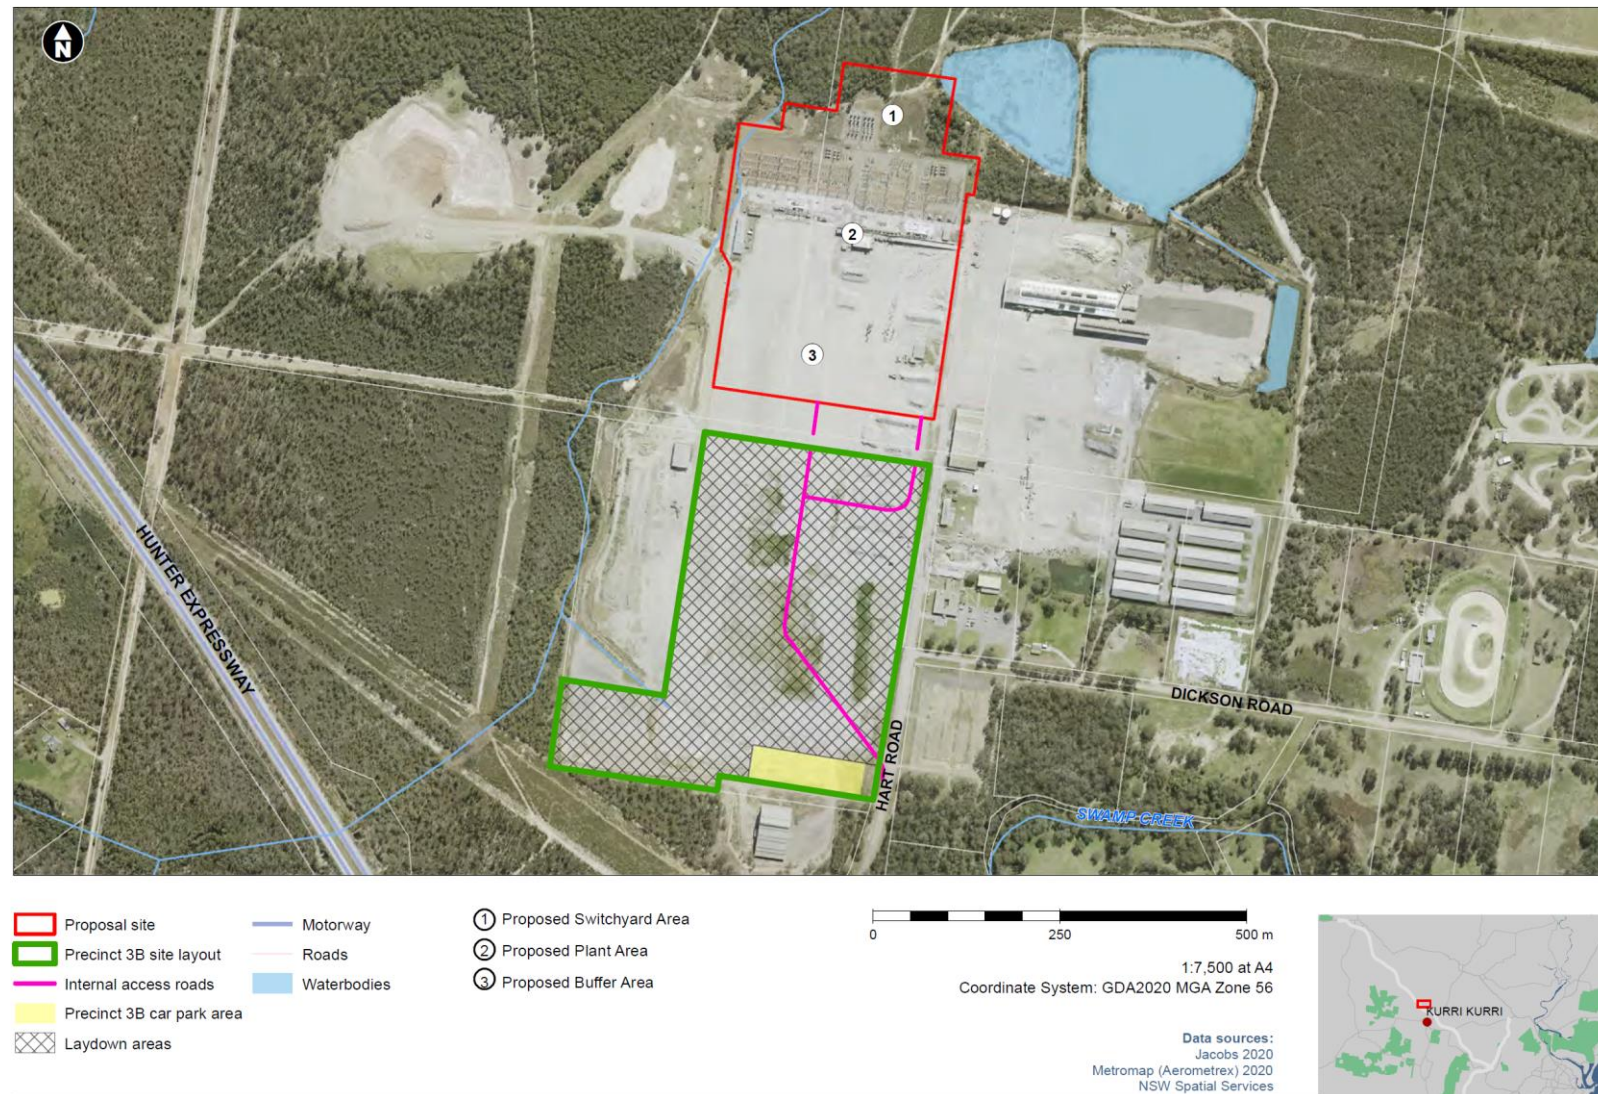 N
1
2
3
HUNTER EXPRESSWAY
DICKSON ROAD
HART ROAD
SWAMP CREEK
Proposal site
Precinct 3B site layout
Internal access roads
Precinct 3B car park area
Laydown areas
Motorway
Roads
Waterbodies
1 Proposed Switchyard Area
2 Proposed Plant Area
3 Proposed Buffer Area
0 250 500 m
1:7,500 at A4
Coordinate System: GDA2020 MGA Zone 56
Data sources:
Jacobs 2020
Metromap (Aerometrex) 2020
NSW Spatial Services
KURRI KURRI